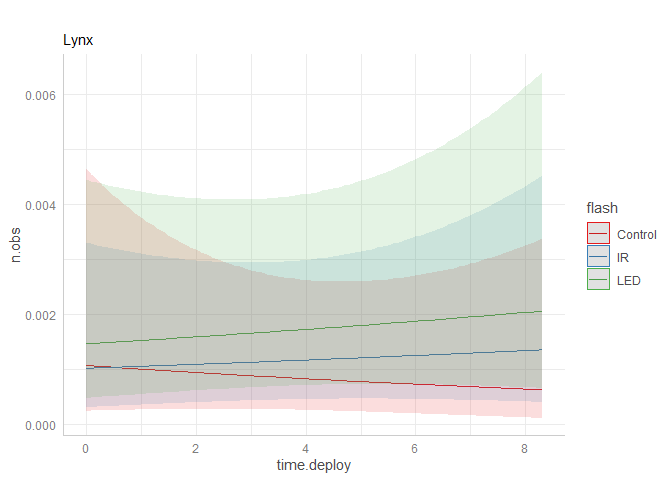 Lynx
0.006
0.004
0.002
0.000
n.obs
0 2 4 6 8
time.deploy
flash
Control
IR
LED